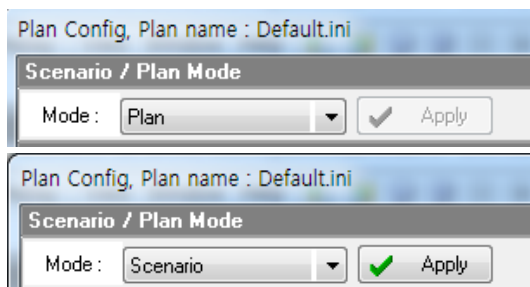 Plan Config, Plan name : Default.ini
Scenario / Plan Mode
Mode : Plan Apply
Plan Config, Plan name : Default.ini
Scenario / Plan Mode
Mode : Scenario Apply